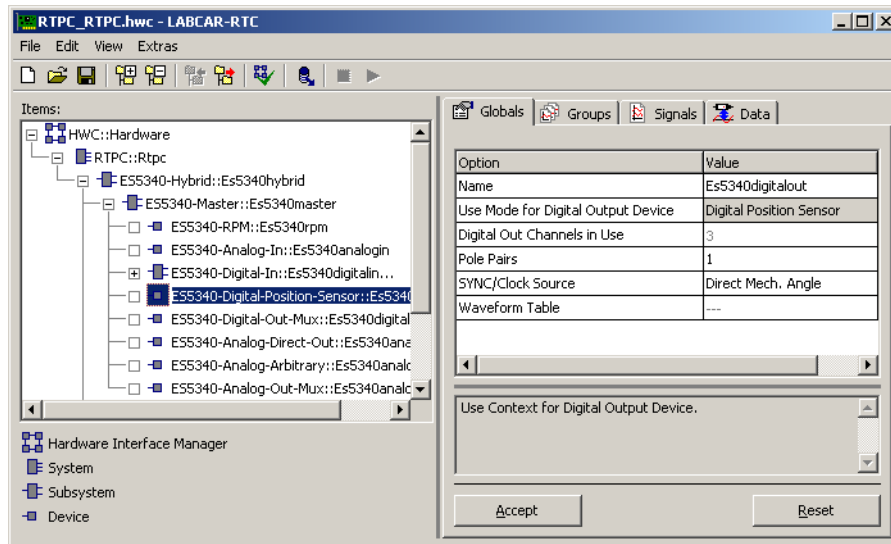 RTPC_RTPC.hwc - LABCAR-RTC
File Edit View Extras
Items:
HWC::Hardware
RTPC::Rtpc
ES5340-Hybrid::Es5340hybrid
ES5340-Master::Es5340master
ES5340-RPM::Es5340rpm
ES5340-Analog-In::Es5340analogin
ES5340-Digital-In::Es5340digitalin...
ES5340-Digital-Position-Sensor::Es5340
ES5340-Digital-Out-Mux::Es5340digital
ES5340-Analog-Direct-Out::Es5340ana
ES5340-Analog-Arbitrary::Es5340analo
ES5340-Analog-Out-Mux::Es5340analo
Hardware Interface Manager
System
Subsystem
Device
Globals Groups Signals Data
Option Value
Name Es5340digitalout
Use Mode for Digital Output Device Digital Position Sensor
Digital Out Channels in Use 3
Pole Pairs 1
SYNC/Clock Source Direct Mech. Angle
Waveform Table ---
Use Context for Digital Output Device.
Accept Reset